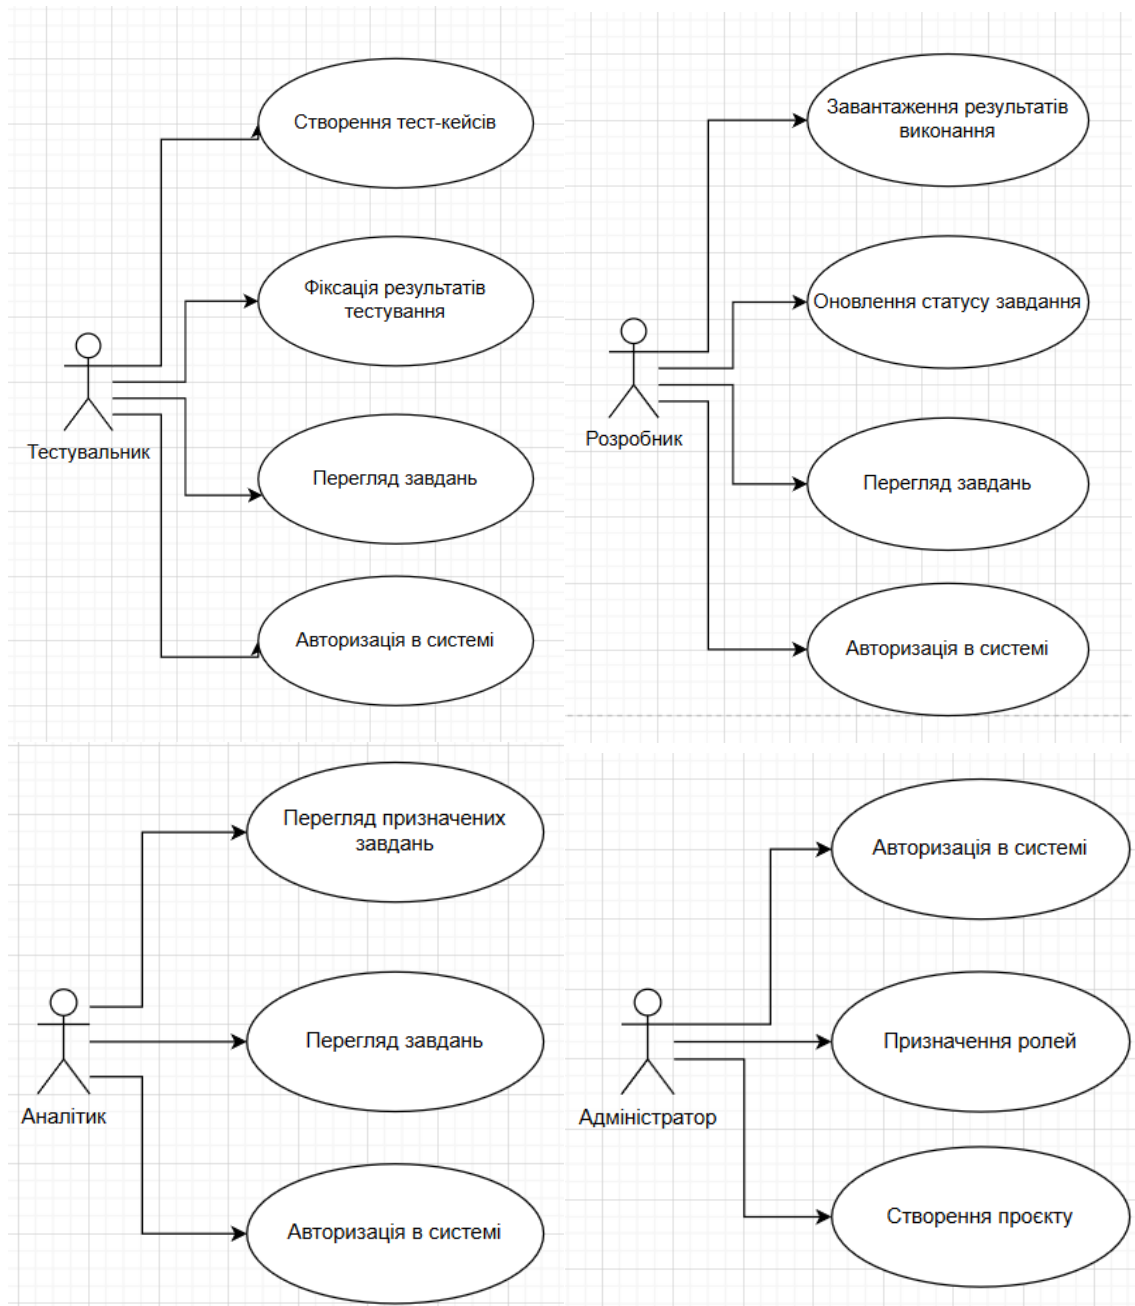 Створення тест-кейсів
Фіксація результатів
тестування
Тестувальник
Перегляд завдань
Авторизація в системі
Завантаження результатів
виконання
Оновлення статусу завдання
Розробник
Перегляд завдань
Авторизація в системі
Перегляд призначених
завдань
Перегляд завдань
Аналітик
Авторизація в системі
Авторизація в системі
Призначення ролей
Адміністратор
Створення проєкту